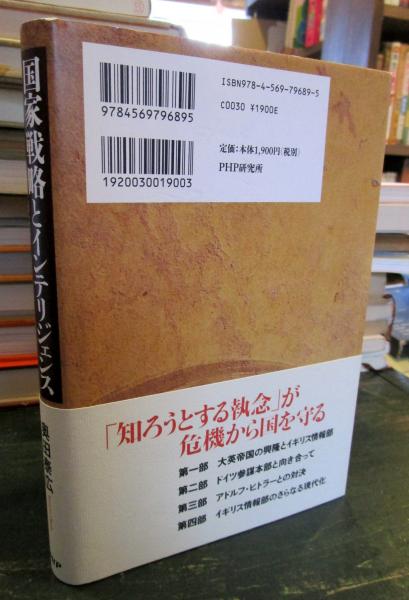 国家戦略とインテリジェンス
奥田泰広
PHP
ISBN978-4-569-79689-5
C0030 ¥1900E
定価:本体1,900円(税別)
PHP研究所
9784569796895
1920030019003
「知ろうとする執念」が
危機から国を守る
第一部 大英帝国の興隆とイギリス情報部
第二部 ドイツ参謀本部と向き合って
第三部 アドルフ・ヒトラーとの対決
第四部 イギリス情報部のさらなる現代化